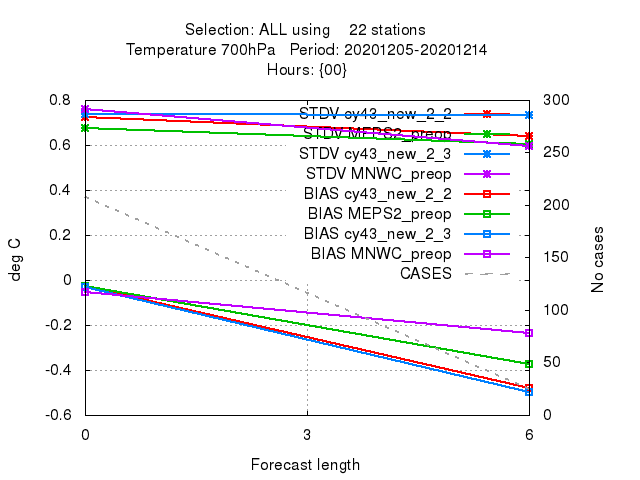 Selection: ALL using 22 stations
Temperature 700hPa Period: 20201205-20201214
Hours: {00}
0.8 300
STDV cy43_new_2_2
STDV MEPS2_preop
0.6 250
STDV cy43_new_2_3
STDV MNWC_preop
0.4 200
BIAS cy43_new_2_2
BIAS MEPS2_preop
0.2 150
BIAS cy43_new_2_3
BIAS MNWC_preop
CASES
0 100
-0.2
-0.4 50
-0.6 0
deg C
No cases
0 3 6
Forecast length